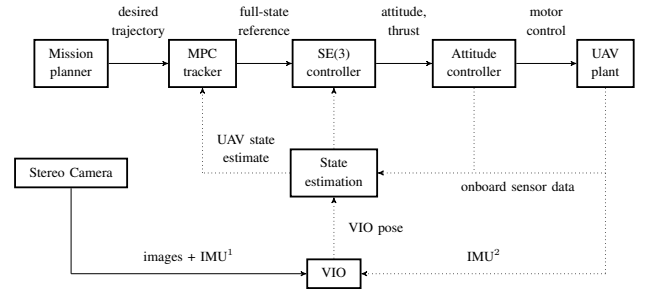 desired
trajectory
full-state
reference
attitude,
thrust
motor
control
Mission
planner
MPC
tracker
SE(3)
controller
Attitude
controller
UAV
plant
UAV state
estimate
State
estimation
Stereo Camera
onboard sensor data
VIO pose
images + IMU¹
IMU²
VIO